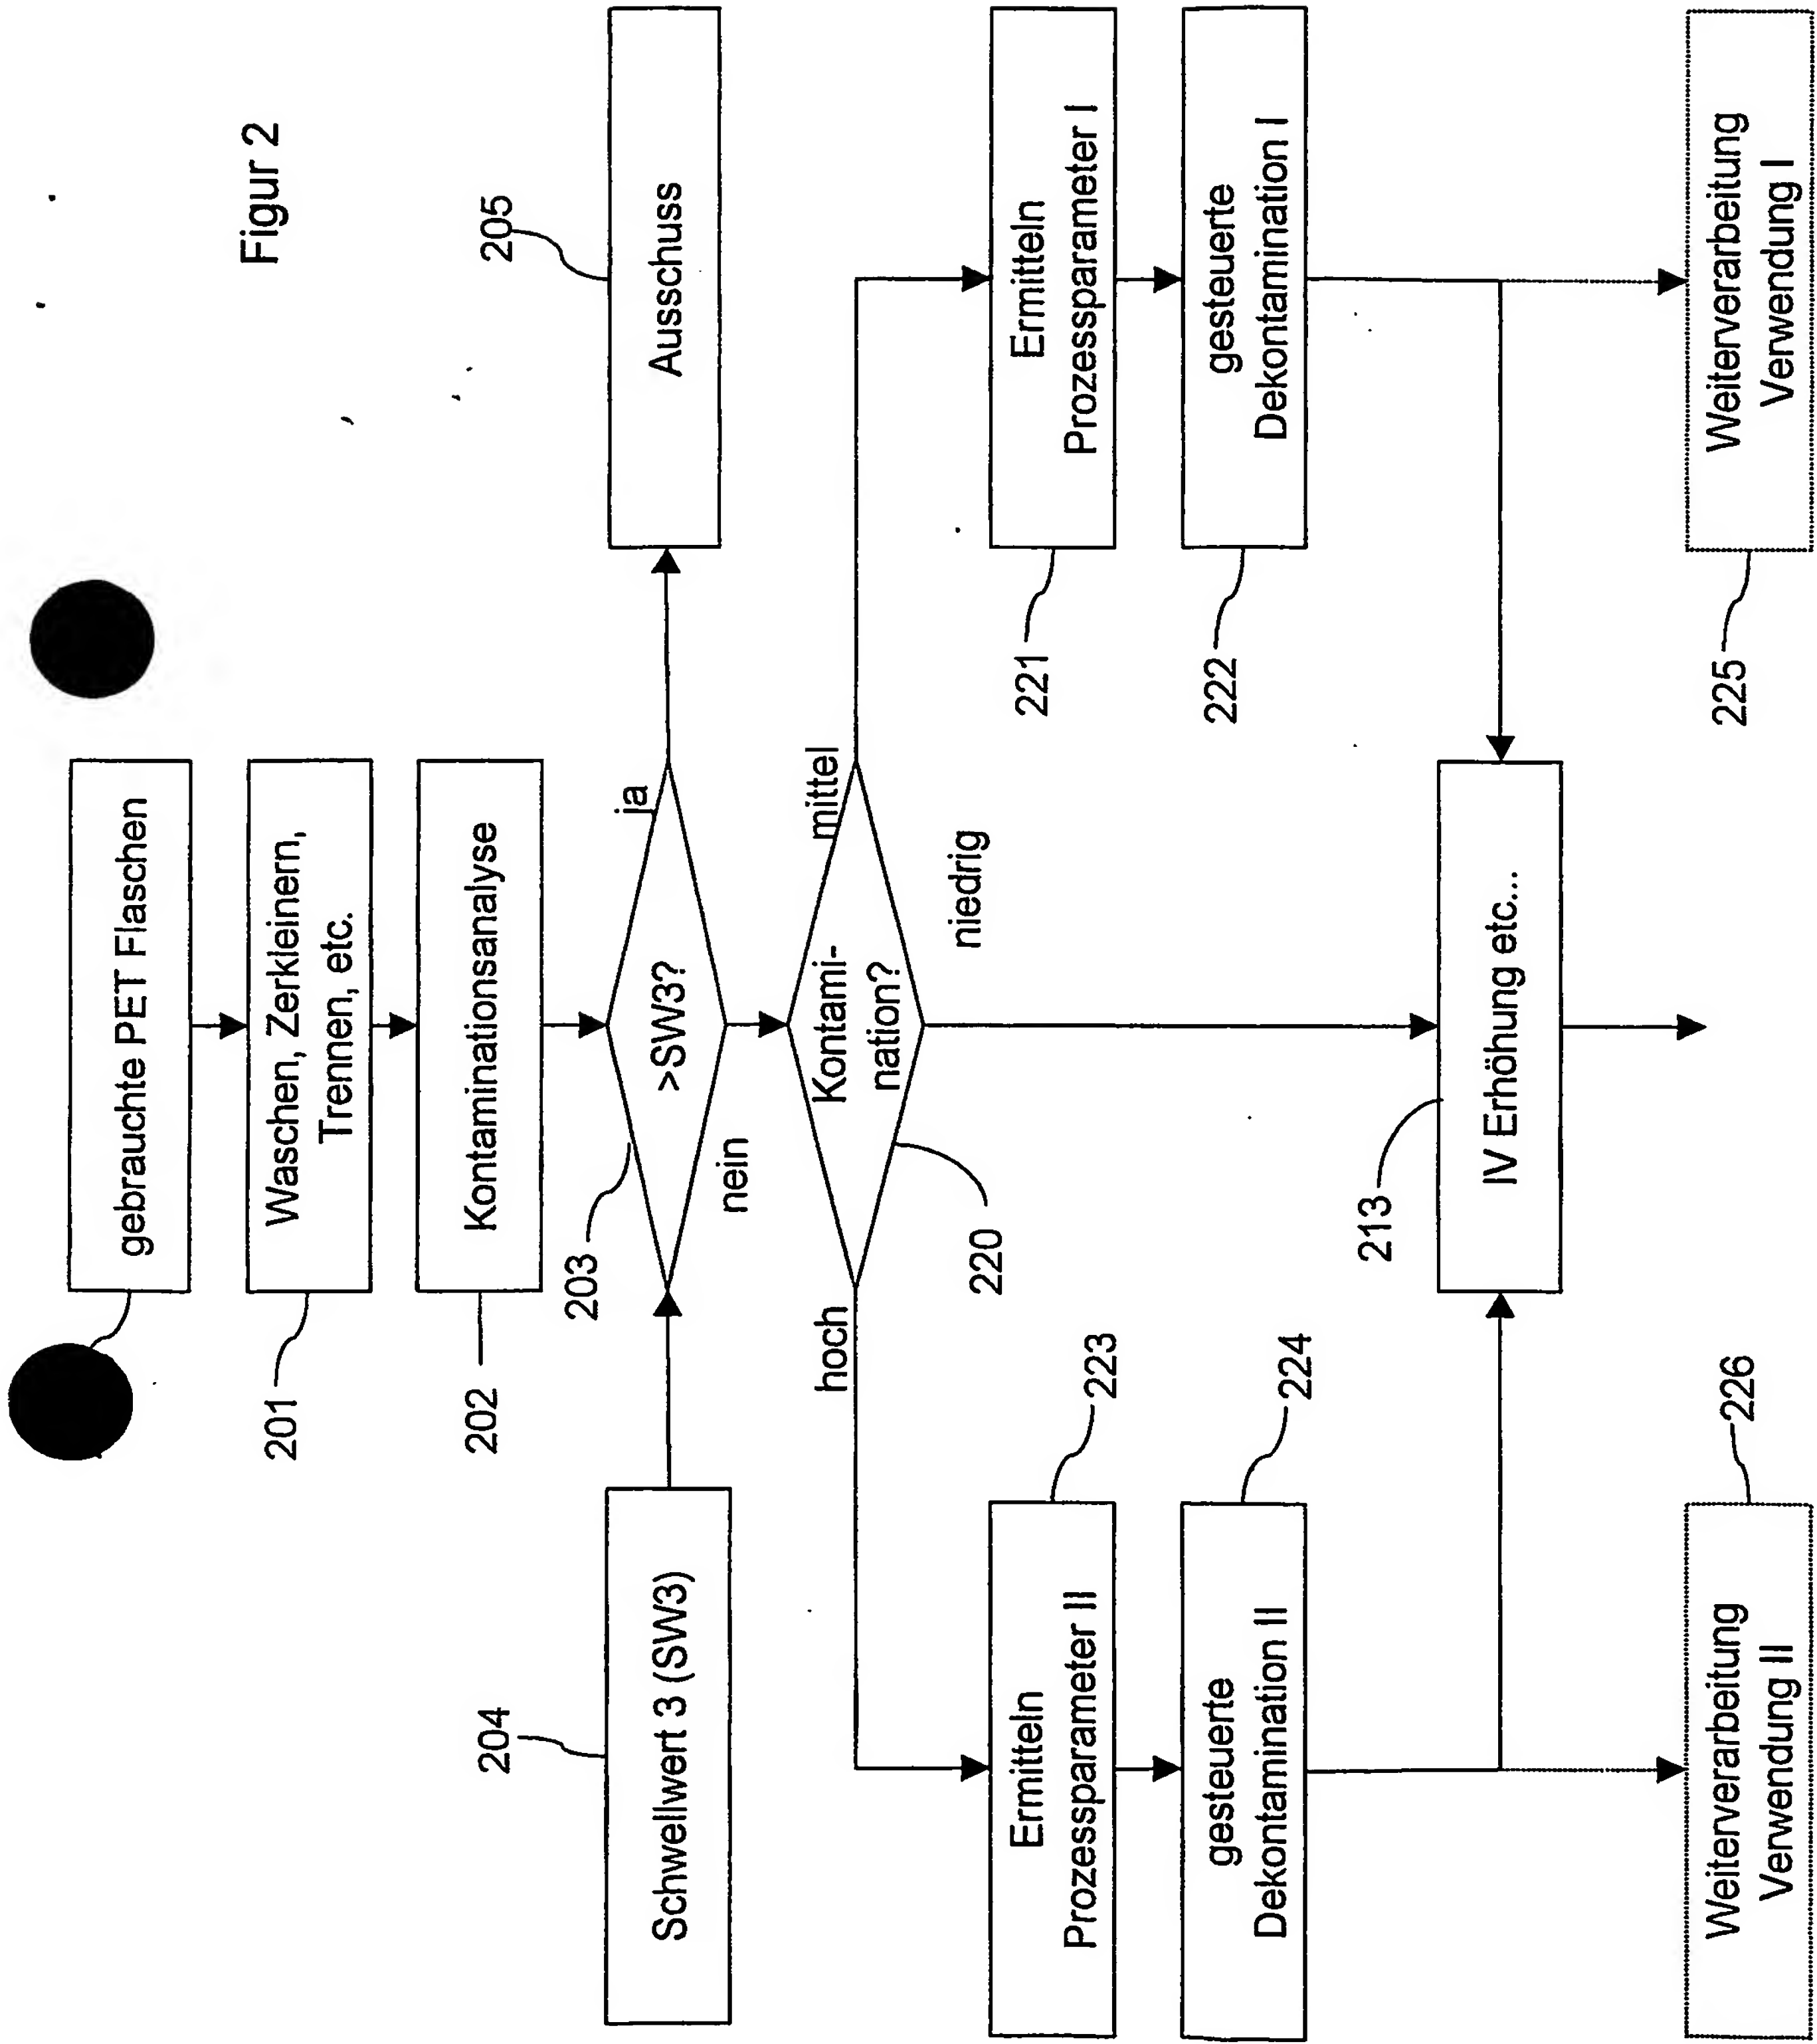 Figur 2
gebrauchte PET Flaschen
Waschen, Zerkleinern,
Trennen, etc.
201
Kontaminationsanalyse
202
203
>SW3?
ja
nein
204
Schwellwert 3 (SW3)
205
Ausschuss
Kontami-
nation?
hoch
mittel
niedrig
220
Ermitteln
Prozessparameter II
223
gesteuerte
Dekontamination II
224
Ermitteln
Prozessparameter I
221
gesteuerte
Dekontamination I
222
213
IV Erhöhung etc...
Weiterverarbeitung
Verwendung II
226
Weiterverarbeitung
Verwendung I
225